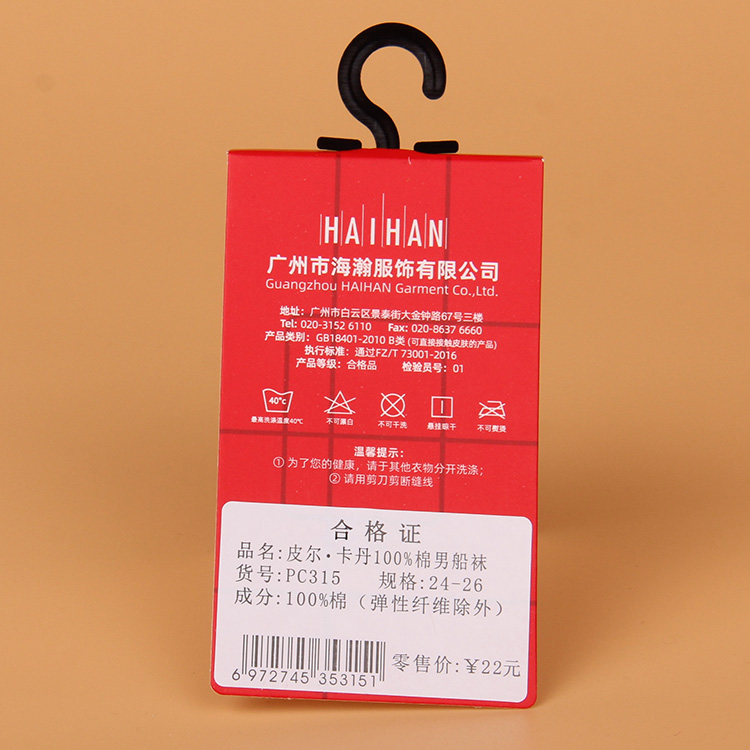 HAIHAN
广州市海瀚服饰有限公司
Guangzhou HAIHAN Garment Co.,Ltd.
地址：广州市白云区景泰街大金钟路67号三楼
Tel: 020-3152 6110 Fax: 020-8637 6660
产品类别：GB18401-2010 B类 (可直接接触皮肤的产品)
执行标准：通过FZ/T 73001-2016
产品等级：合格品 检验员号：01
40°c
最高洗涤温度40℃ 不可漂白 不可干洗 悬挂晾干 不可熨烫
温馨提示：
① 为了您的健康，请于其他衣物分开洗涤；
② 请用剪刀剪断缝线
合格证
品名:皮尔·卡丹100%棉男船袜
货号:PC315 规格:24-26
成分:100%棉（弹性纤维除外）
6 972745 353151
零售价:¥22元